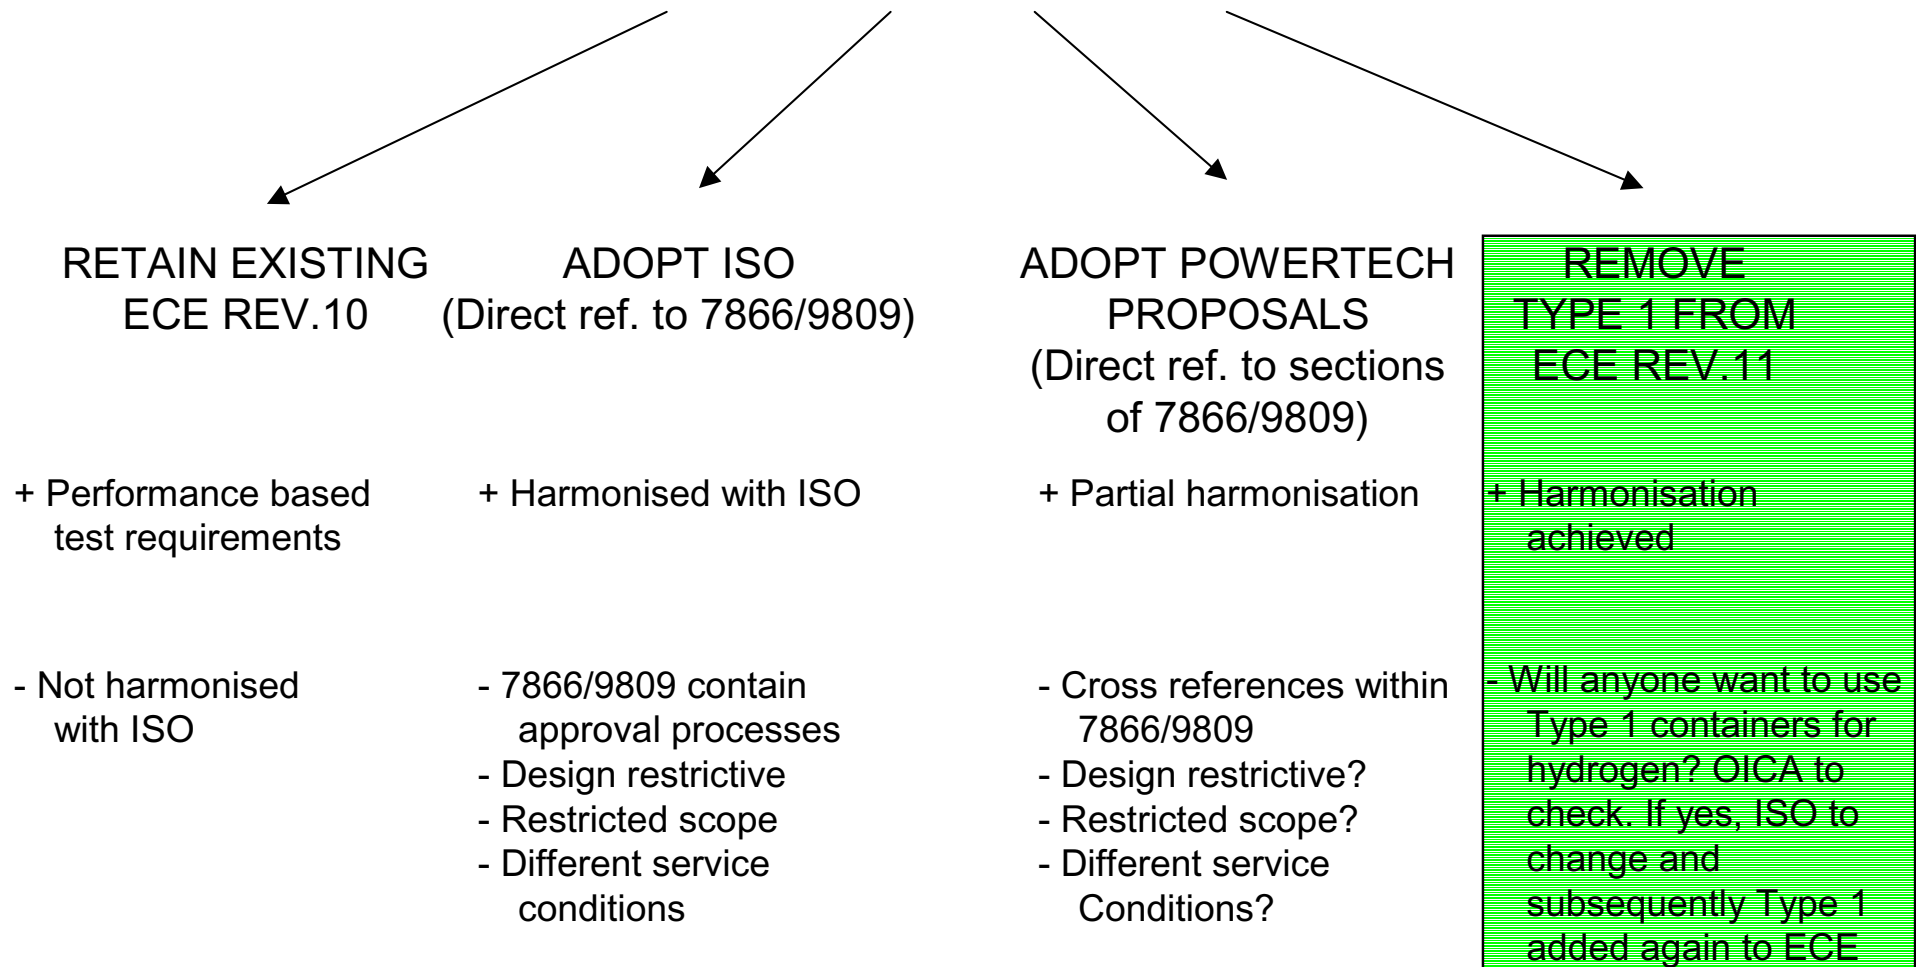 RETAIN EXISTING
ECE REV.10
+ Performance based
test requirements
- Not harmonised
with ISO
ADOPT ISO
(Direct ref. to 7866/9809)
+ Harmonised with ISO
- 7866/9809 contain
approval processes
- Design restrictive
- Restricted scope
- Different service
conditions
ADOPT POWERTECH
PROPOSALS
(Direct ref. to sections
of 7866/9809)
+ Partial harmonisation
- Cross references within
7866/9809
- Design restrictive?
- Restricted scope?
- Different service
Conditions?
REMOVE
TYPE 1 FROM
ECE REV.11
+ Harmonisation
achieved
- Will anyone want to use
Type 1 containers for
hydrogen? OICA to
check. If yes, ISO to
change and
subsequently Type 1
added again to ECE